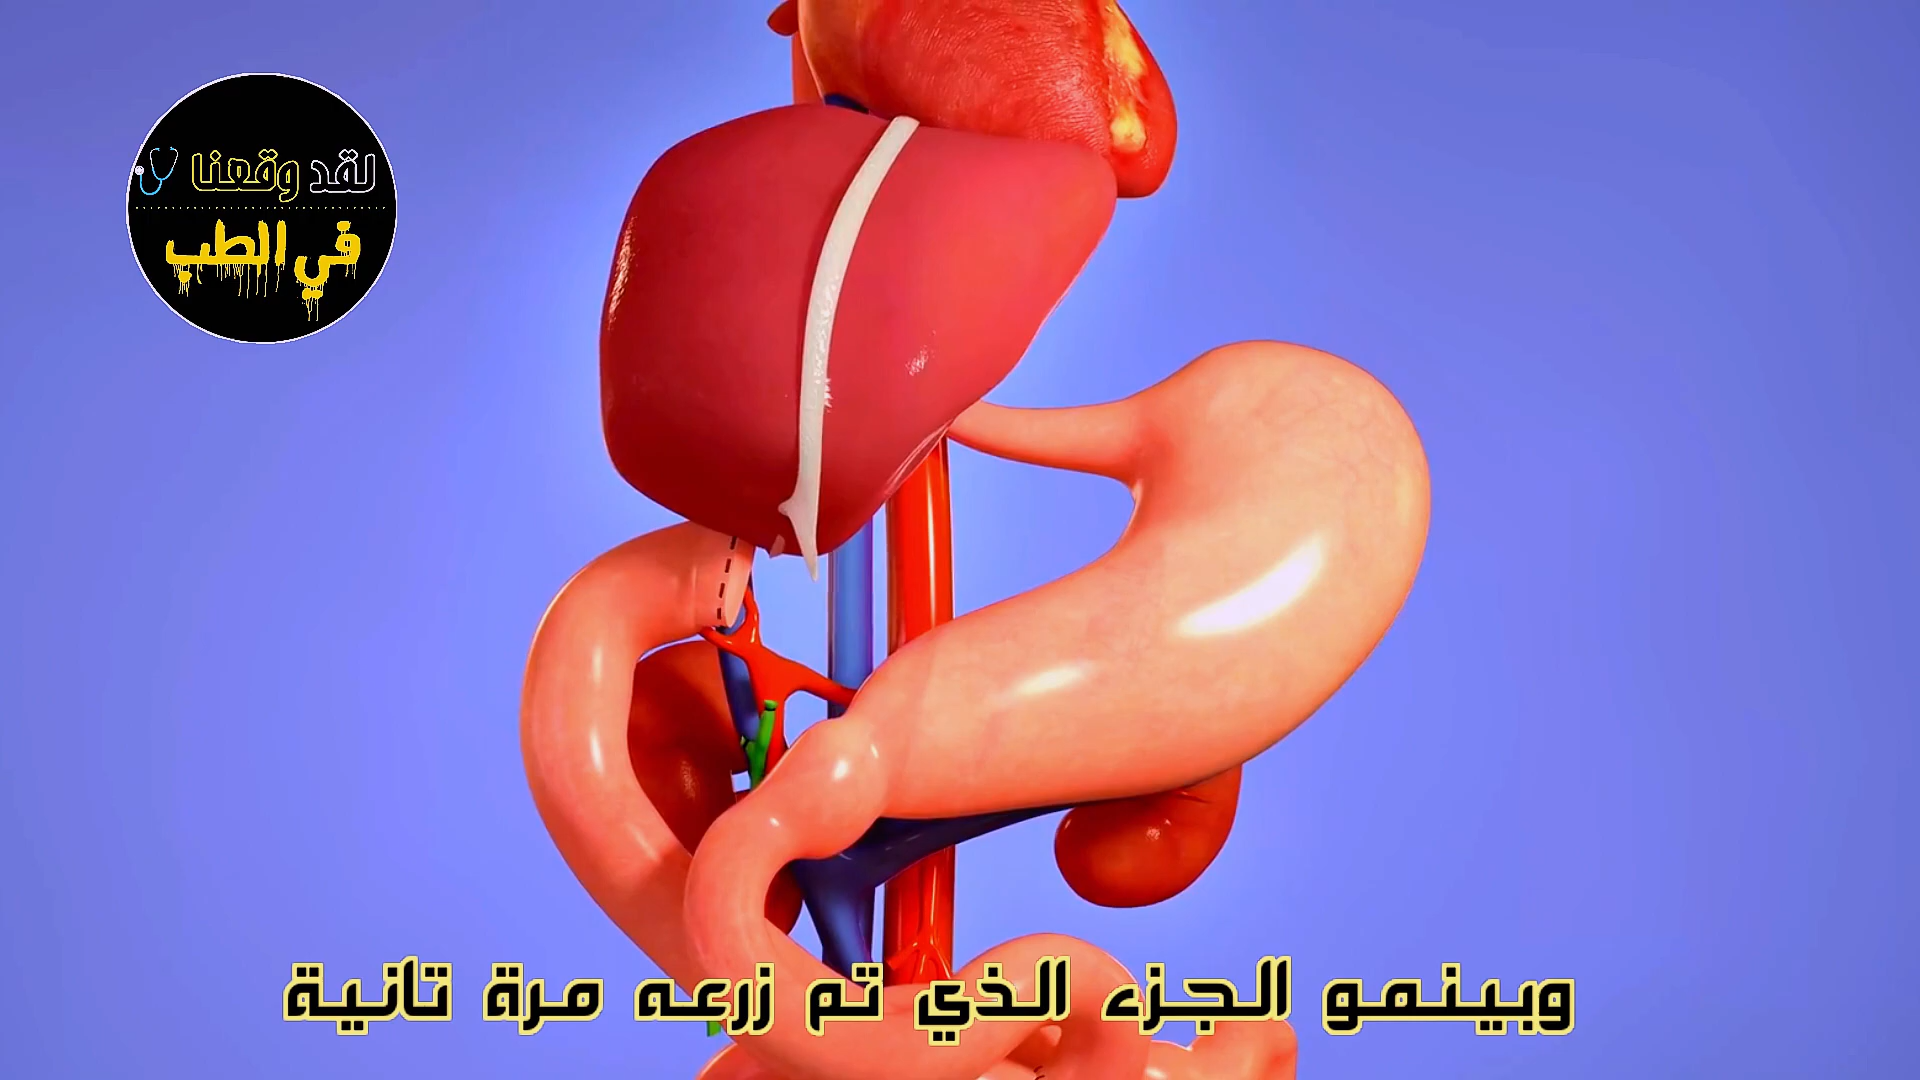 لقد وقعنا
في الطب
وبينمو الجزء الذي تم زرعه مرة تانية